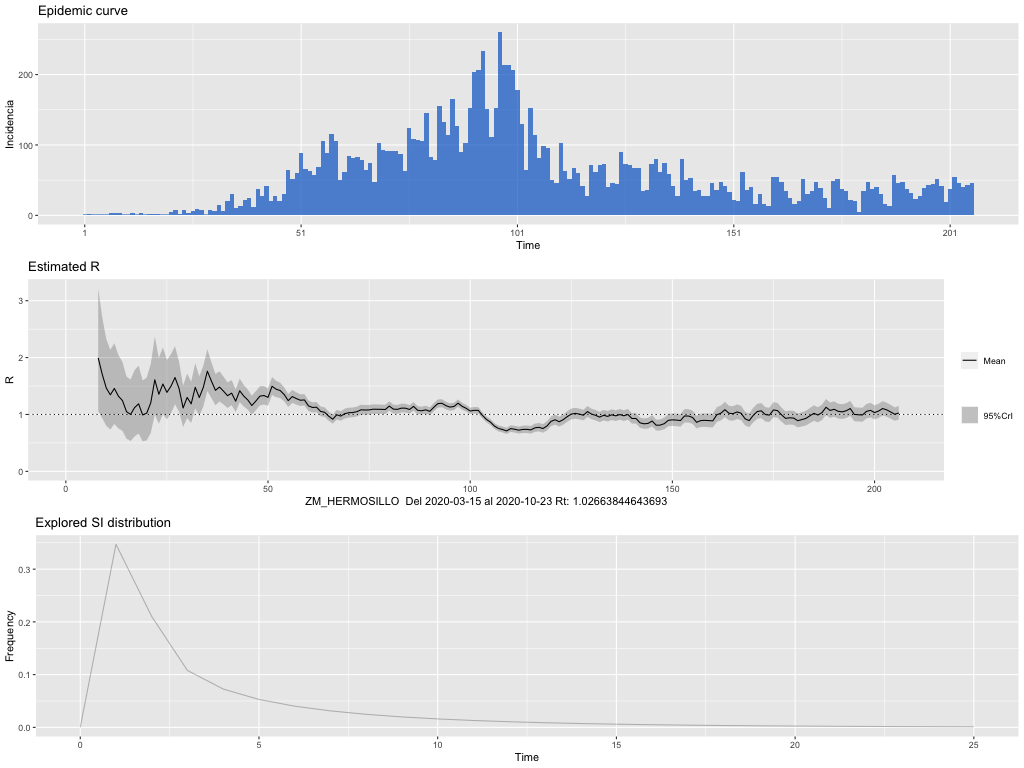 Epidemic curve
Incidencia
200
100
0
1 51 101 151 201
Time
Estimated R
R
3
2
1
0
Mean
95%CrI
0 50 100 150 200
ZM_HERMOSILLO Del 2020-03-15 al 2020-10-23 Rt: 1.02663844643693
Explored SI distribution
Frequency
0.3
0.2
0.1
0.0
0 5 10 15 20 25
Time